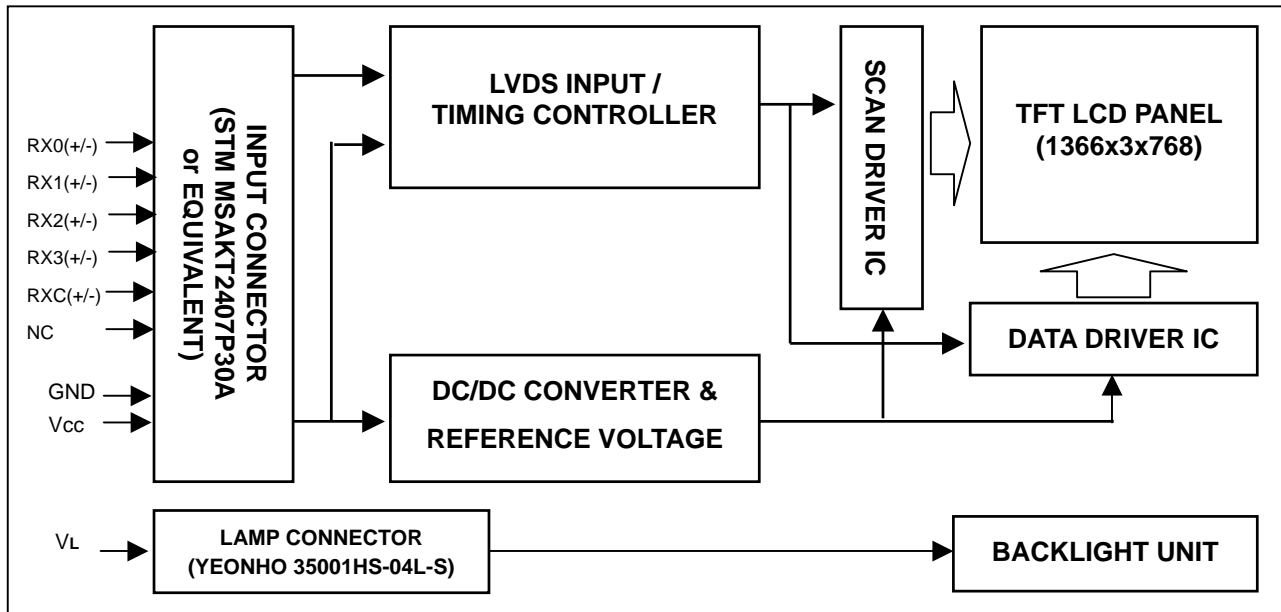 RX0(+/-)
RX1(+/-)
RX2(+/-)
RX3(+/-)
RXC(+/-)
NC
GND
Vcc
VL
INPUT CONNECTOR
(STM MSAKT2407P30A
or EQUIVALENT)
LVDS INPUT /
TIMING CONTROLLER
SCAN DRIVER IC
TFT LCD PANEL
(1366x3x768)
DATA DRIVER IC
DC/DC CONVERTER &
REFERENCE VOLTAGE
LAMP CONNECTOR
(YEONHO 35001HS-04L-S)
BACKLIGHT UNIT